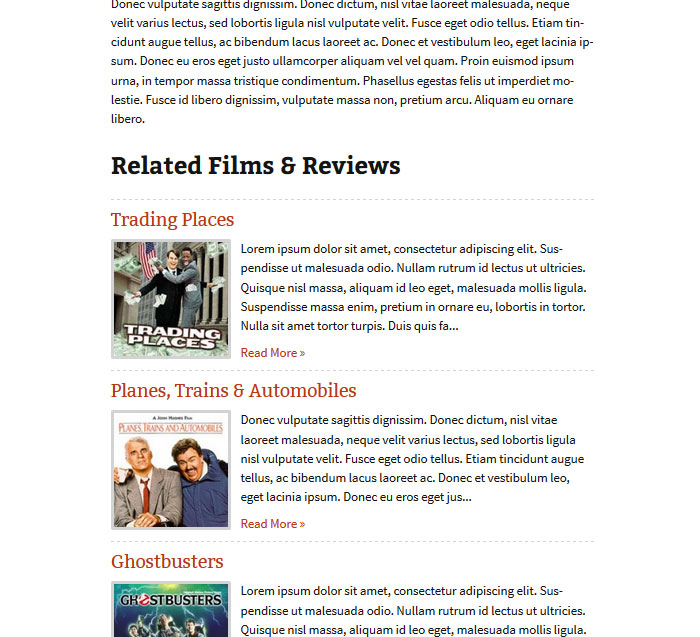 Donec vulputate sagittis dignissim. Donec dictum, nisl vitae laoreet malesuada, neque
velit varius lectus, sed lobortis ligula nisl vulputate velit. Fusce eget odio tellus. Etiam tin-
cidunt augue tellus, ac bibendum lacus laoreet ac. Donec et vestibulum leo, eget lacinia ip-
sum. Donec eu eros eget justo ullamcorper aliquam vel vel quam. Proin euismod ipsum
urna, in tempor massa tristique condimentum. Phasellus egestas felis ut imperdiet mo-
lestie. Fusce id libero dignissim, vulputate massa non, pretium arcu. Aliquam eu ornare
libero.
Related Films & Reviews
Trading Places
TRADING
PLACES
Lorem ipsum dolor sit amet, consectetur adipiscing elit. Sus-
pendisse ut malesuada odio. Nullam rutrum id lectus ut ultricies.
Quisque nisl massa, aliquam id leo eget, malesuada mollis ligula.
Suspendisse massa enim, pretium in ornare eu, lobortis in tortor.
Nulla sit amet tortor turpis. Duis quis fa...
Read More »
Planes, Trains & Automobiles
A JOHN HUGHES FILM
PLANES, TRAINS AND AUTOMOBILES
Donec vulputate sagittis dignissim. Donec dictum, nisl vitae
laoreet malesuada, neque velit varius lectus, sed lobortis ligula
nisl vulputate velit. Fusce eget odio tellus. Etiam tincidunt augue
tellus, ac bibendum lacus laoreet ac. Donec et vestibulum leo,
eget lacinia ipsum. Donec eu eros eget jus...
Read More »
Ghostbusters
GHOSTBUSTERS
Lorem ipsum dolor sit amet, consectetur adipiscing elit. Sus-
pendisse ut malesuada odio. Nullam rutrum id lectus ut ultricies.
Quisque nisl massa, aliquam id leo eget, malesuada mollis ligula.